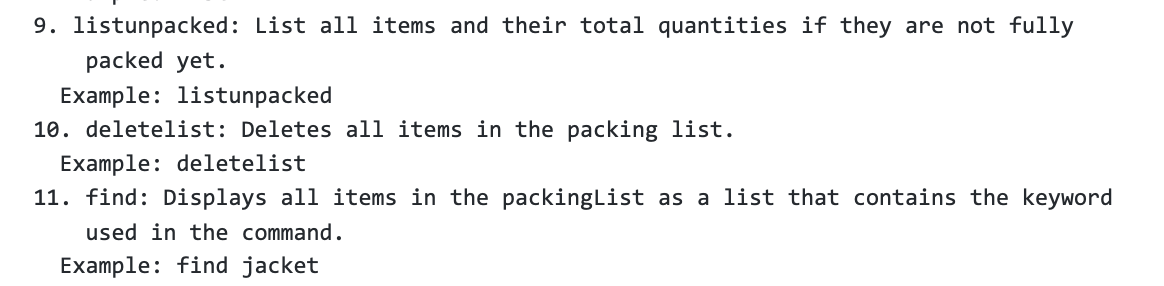 9. listunpacked: List all items and their total quantities if they are not fully
packed yet.
Example: listunpacked
10. deletelist: Deletes all items in the packing list.
Example: deletelist
11. find: Displays all items in the packingList as a list that contains the keyword
used in the command.
Example: find jacket